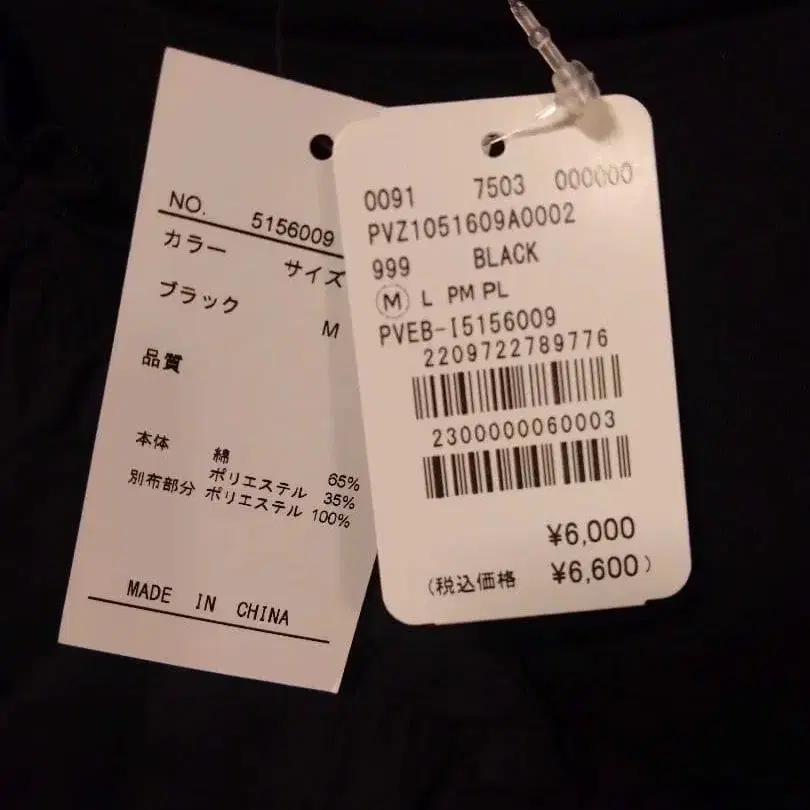 NO. 5156009
カラー サイズ
ブラック M
品質
本体 綿 65%
ポリエステル 35%
別布部分 ポリエステル 100%
MADE IN CHINA
0091 7503 000000
PVZ1051609A0002
999 BLACK
M L PM PL
PVEB-I5156009
2209722789776
2300000060003
¥6,000
(税込価格 ¥6,600)